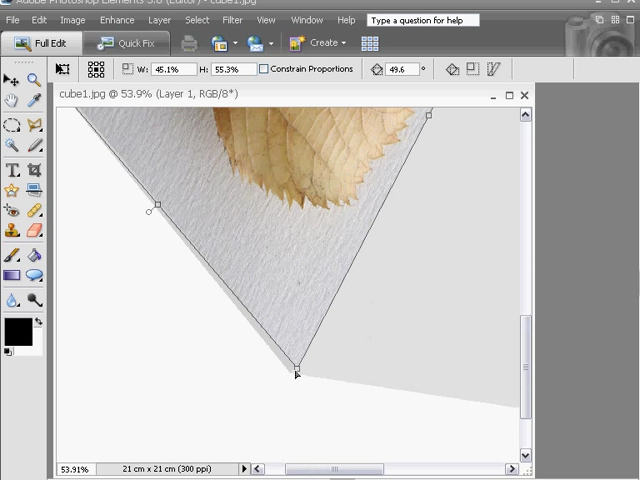 Adobe Photoshop Elements 5.0 (Editor) - cube1.jpg
File Edit Image Enhance Layer Select Filter View Window Help Type a question for help
Full Edit Quick Fix Create
W: 45.1% H: 55.3% Constrain Proportions 49.6 °
cube1.jpg @ 53.9% (Layer 1, RGB/8*)
53.91% 21 cm x 21 cm (300 ppi)